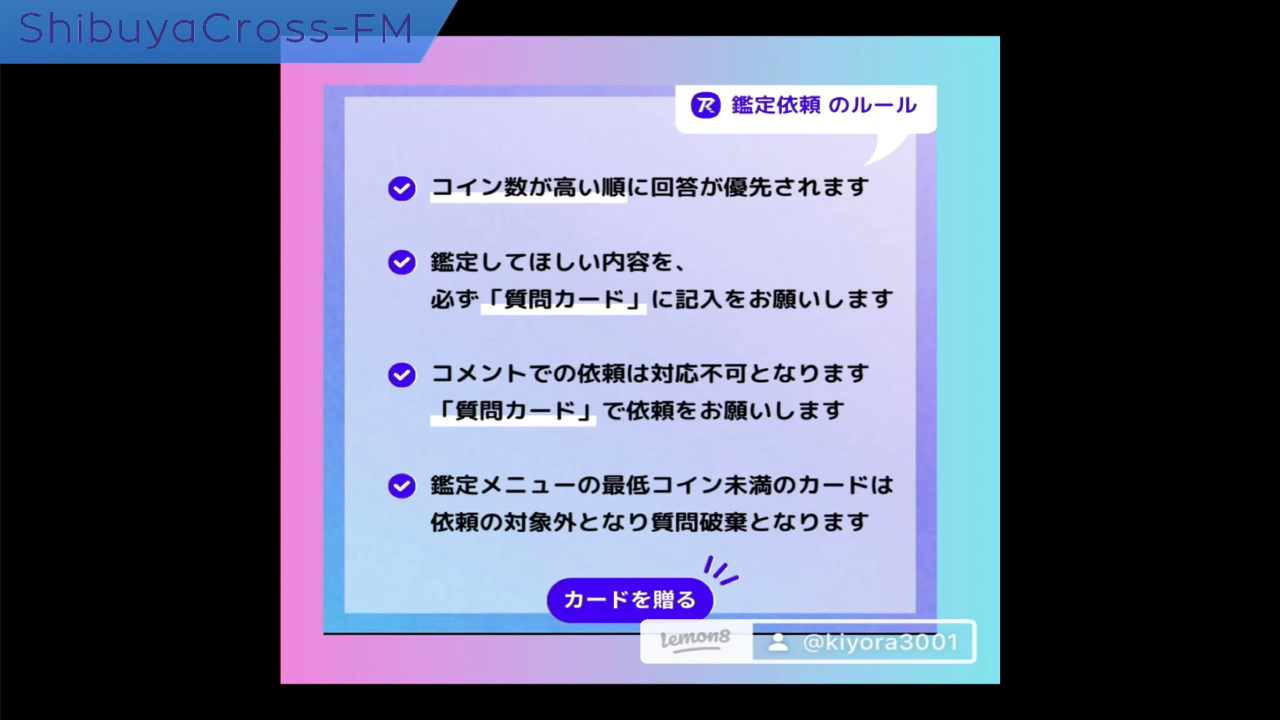 ShibuyaCross-FM
鑑定依頼 のルール
コイン数が高い順に回答が優先されます
鑑定してほしい内容を、
必ず「質問カード」に記入をお願いします
コメントでの依頼は対応不可となります
「質問カード」で依頼をお願いします
鑑定メニューの最低コイン未満のカードは
依頼の対象外となり質問破棄となります
カードを贈る
lemon8
@kiyora3001